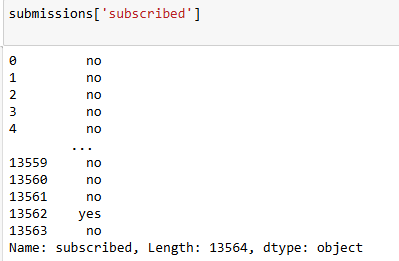 submissions['subscribed']
0 no
1 no
2 no
3 no
4 no
...
13559 no
13560 no
13561 no
13562 yes
13563 no
Name: subscribed, Length: 13564, dtype: object